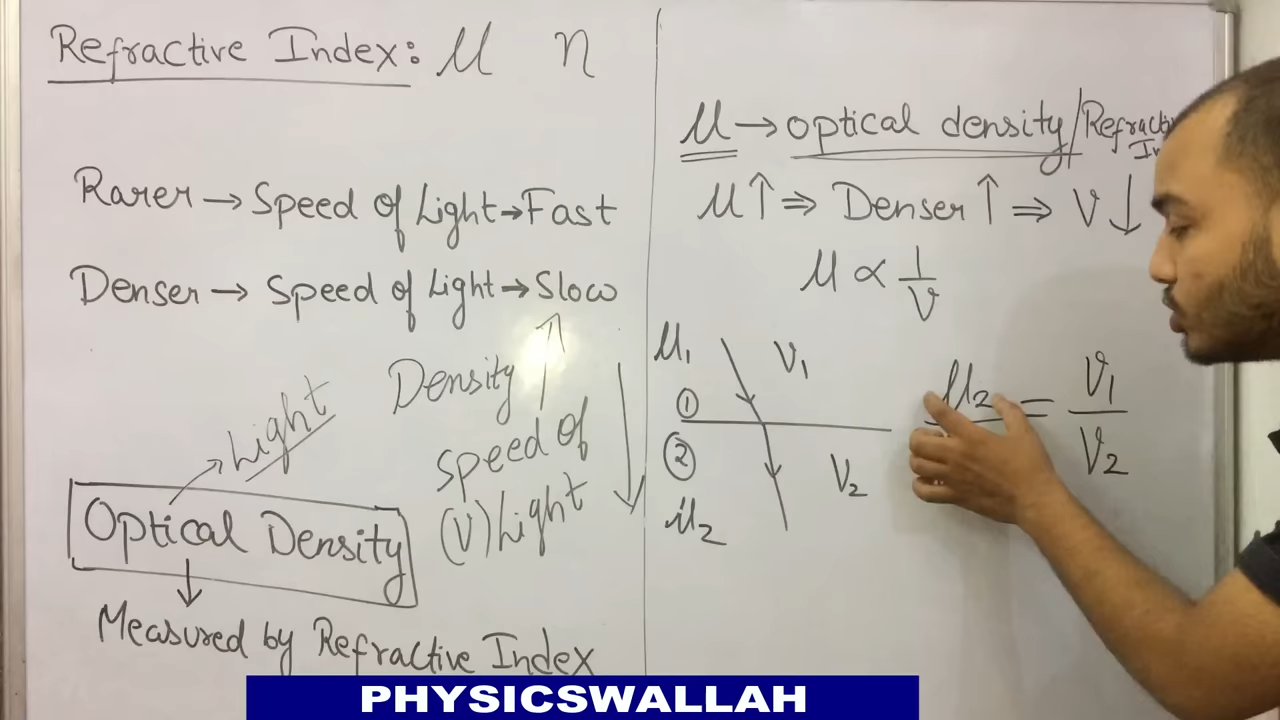 Refractive Index: μ n
Rarer → Speed of Light → Fast
Denser → Speed of Light → Slow
Density ↑
Speed of
(V) Light ↓
Light
Optical Density
Measured by Refractive Index
μ → optical density/
μ ↑ ⇒ Denser ↑ ⇒ V ↓
μ ∝ 1/V
μ1 V1
①
②
μ2 V2
μ2 = V1/V2
PHYSICSWALLAH